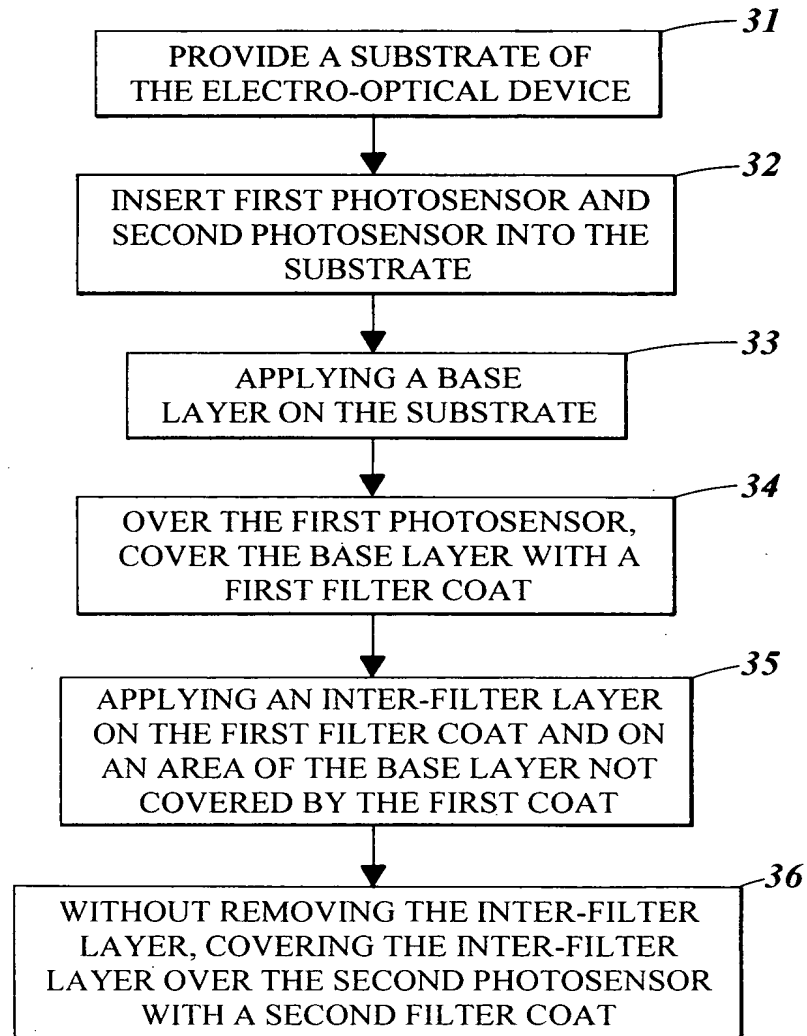 31
PROVIDE A SUBSTRATE OF
THE ELECTRO-OPTICAL DEVICE
32
INSERT FIRST PHOTOSENSOR AND
SECOND PHOTOSENSOR INTO THE
SUBSTRATE
33
APPLYING A BASE
LAYER ON THE SUBSTRATE
34
OVER THE FIRST PHOTOSENSOR,
COVER THE BASE LAYER WITH A
FIRST FILTER COAT
35
APPLYING AN INTER-FILTER LAYER
ON THE FIRST FILTER COAT AND ON
AN AREA OF THE BASE LAYER NOT
COVERED BY THE FIRST COAT
36
WITHOUT REMOVING THE INTER-FILTER
LAYER, COVERING THE INTER-FILTER
LAYER OVER THE SECOND PHOTOSENSOR
WITH A SECOND FILTER COAT